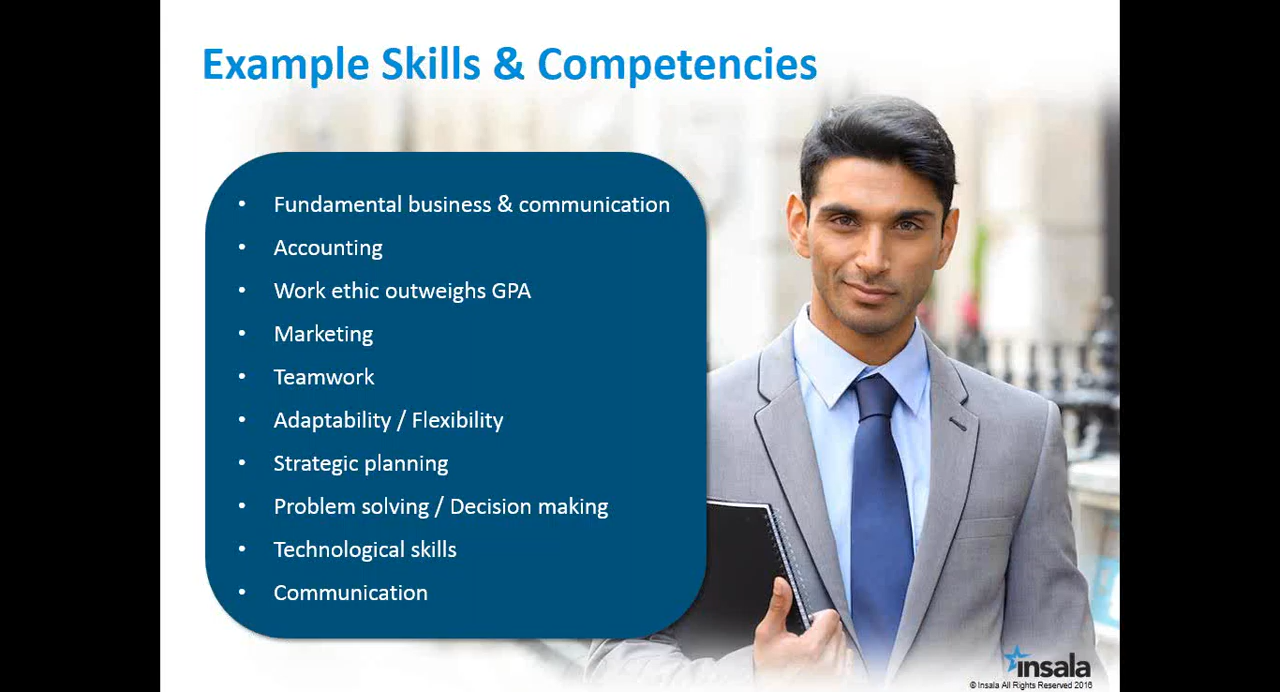 Example Skills & Competencies
• Fundamental business & communication
• Accounting
• Work ethic outweighs GPA
• Marketing
• Teamwork
• Adaptability / Flexibility
• Strategic planning
• Problem solving / Decision making
• Technological skills
• Communication
insala
© Insala All Rights Reserved 2016